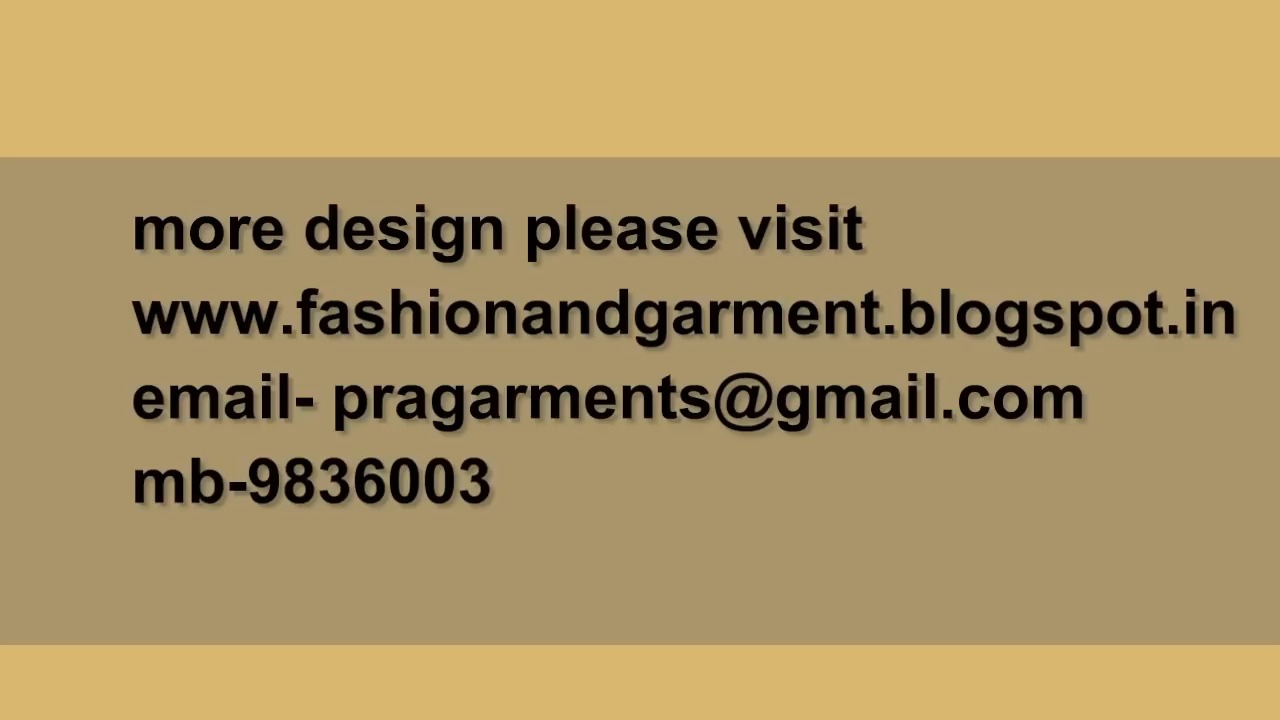 more design please visit
www.fashionandgarment.blogspot.in
email- pragarments@gmail.com
mb-9836003